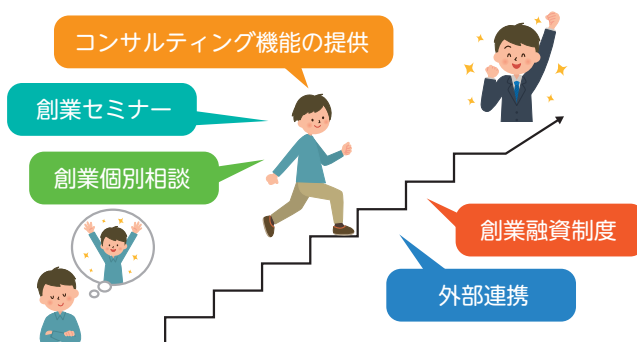 コンサルティング機能の提供
創業セミナー
創業個別相談
創業融資制度
外部連携